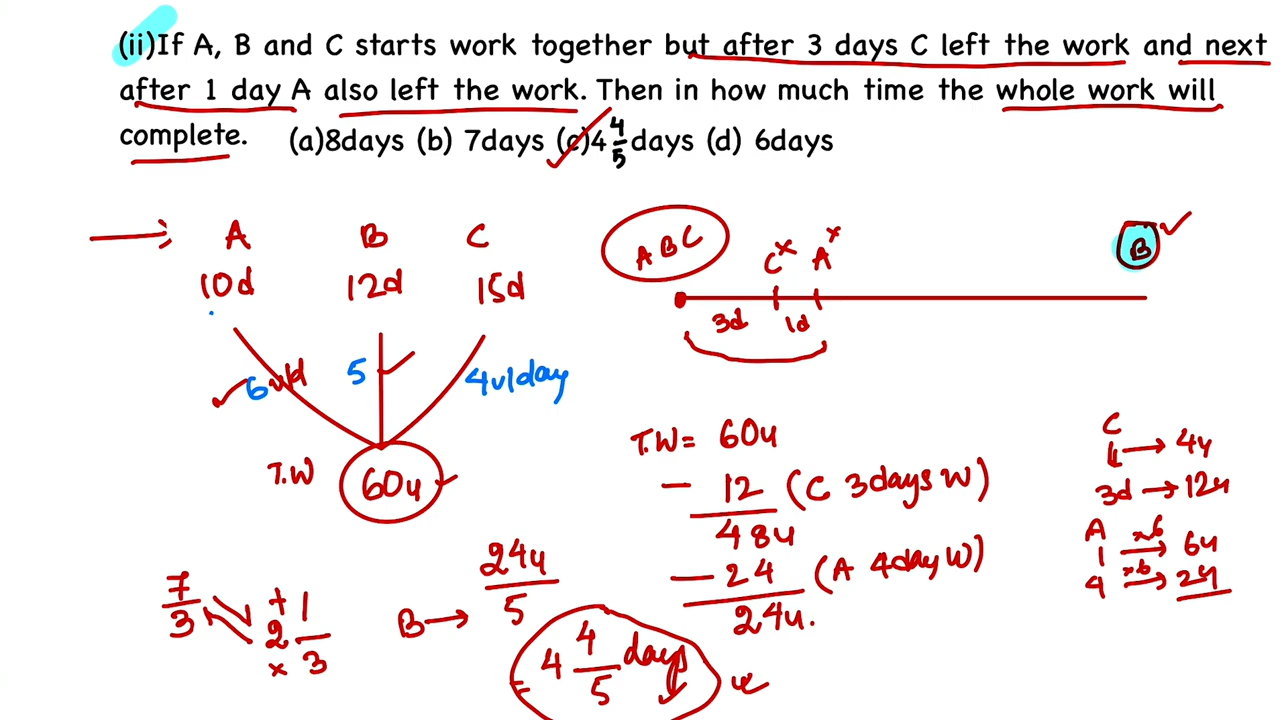 (ii)If A, B and C starts work together but after 3 days C left the work and next
after 1 day A also left the work. Then in how much time the whole work will
complete. (a)8days (b) 7days (c)4 4/5 days (d) 6days
A B C
10d 12d 15d
6u/d 5 4u/day
T.W 60u
A B C
C× A×
B
3d 1d
T.W = 60u
- 12 (C 3days W)
48u
- 24 (A 4day W)
24u.
C
1 → 4u
3d → 12u
A
1 ×6→ 6u
4 ×6→ 24
7/3
+ 1
2
× 3
B → 24u/5
= 4 4/5 days